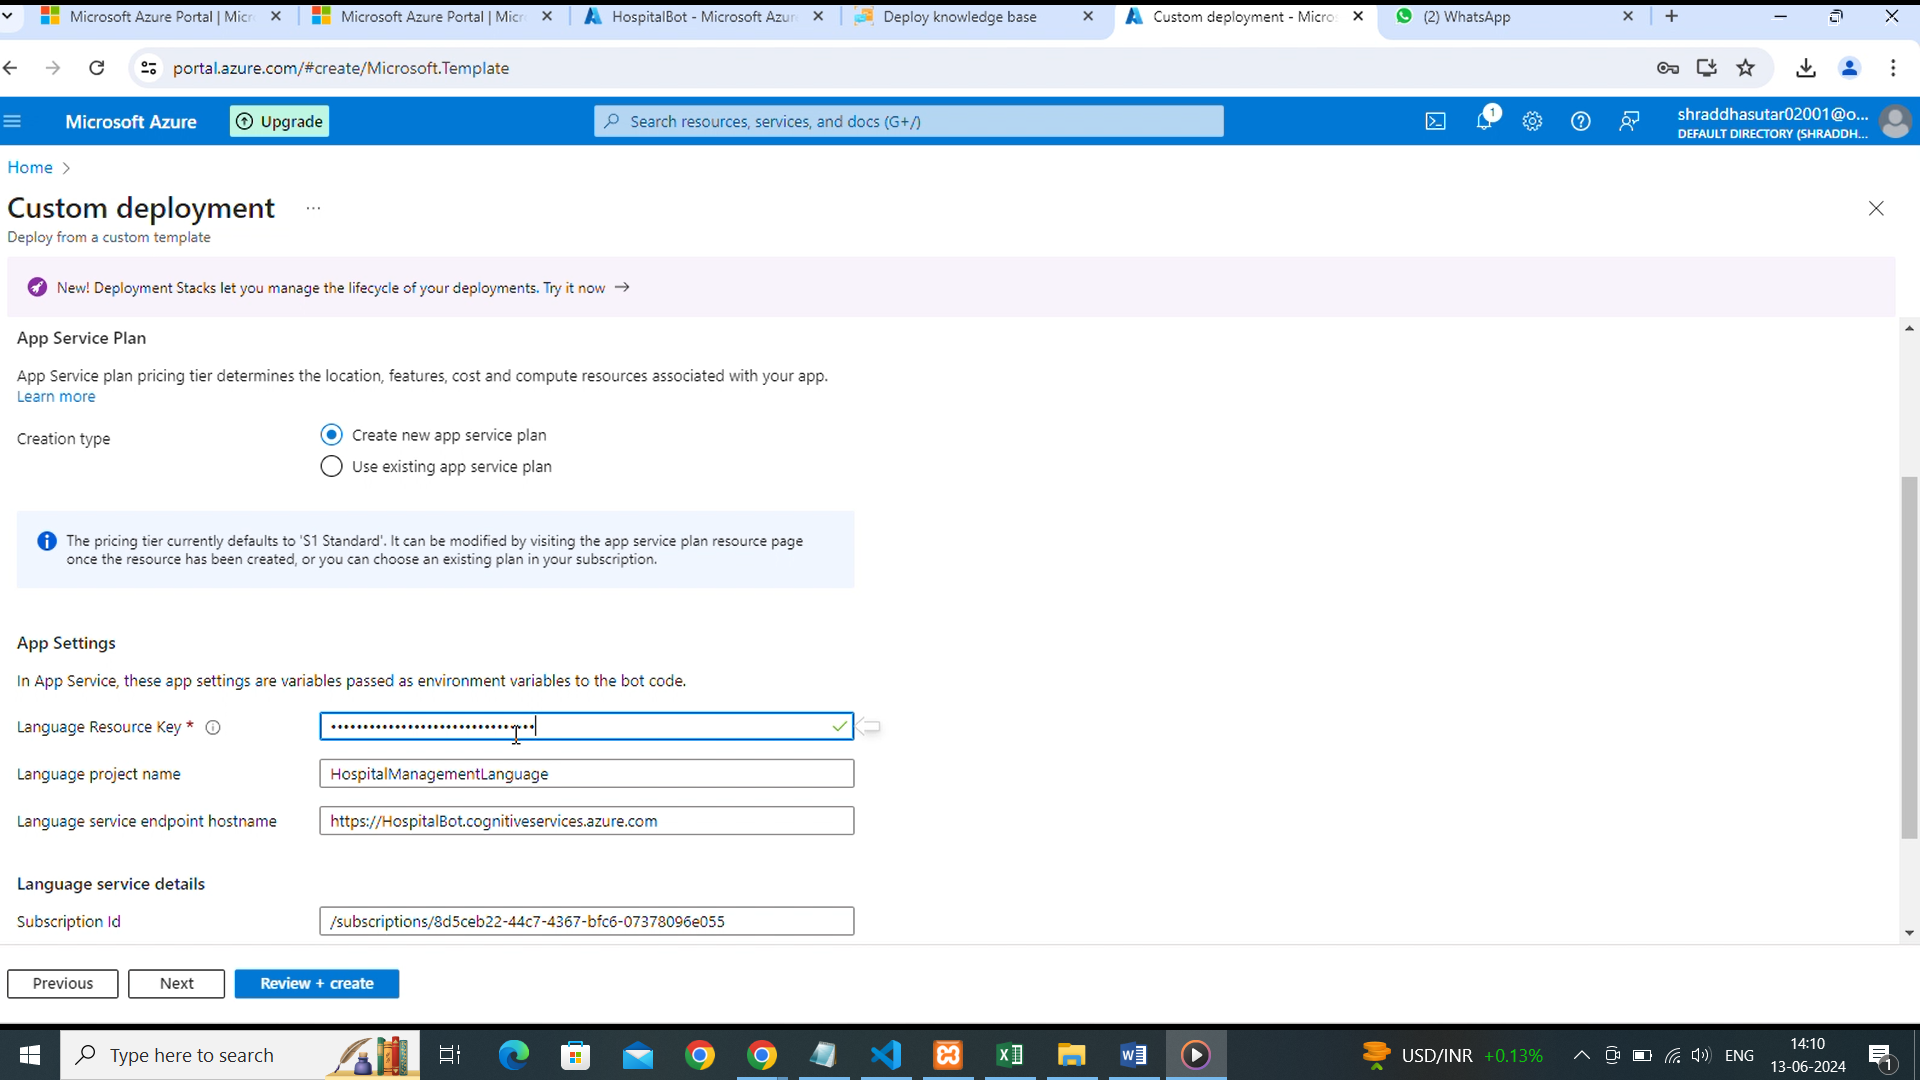 Microsoft Azure Portal | Micr
Microsoft Azure Portal | Micr
HospitalBot - Microsoft Azur
Deploy knowledge base
Custom deployment - Micro
(2) WhatsApp
portal.azure.com/#create/Microsoft.Template
Microsoft Azure
Upgrade
Search resources, services, and docs (G+/)
1
shraddhasutar02001@o...
DEFAULT DIRECTORY (SHRADDH...
Home >
Custom deployment ...
Deploy from a custom template
New! Deployment Stacks let you manage the lifecycle of your deployments. Try it now →
App Service Plan
App Service plan pricing tier determines the location, features, cost and compute resources associated with your app.
Learn more
Creation type
Create new app service plan
Use existing app service plan
The pricing tier currently defaults to 'S1 Standard'. It can be modified by visiting the app service plan resource page
once the resource has been created, or you can choose an existing plan in your subscription.
App Settings
In App Service, these app settings are variables passed as environment variables to the bot code.
Language Resource Key *
Language project name
HospitalManagementLanguage
Language service endpoint hostname
https://HospitalBot.cognitiveservices.azure.com
Language service details
Subscription Id
/subscriptions/8d5ceb22-44c7-4367-bfc6-07378096e055
Previous
Next
Review + create
Type here to search
USD/INR +0.13%
ENG
14:10
13-06-2024
1